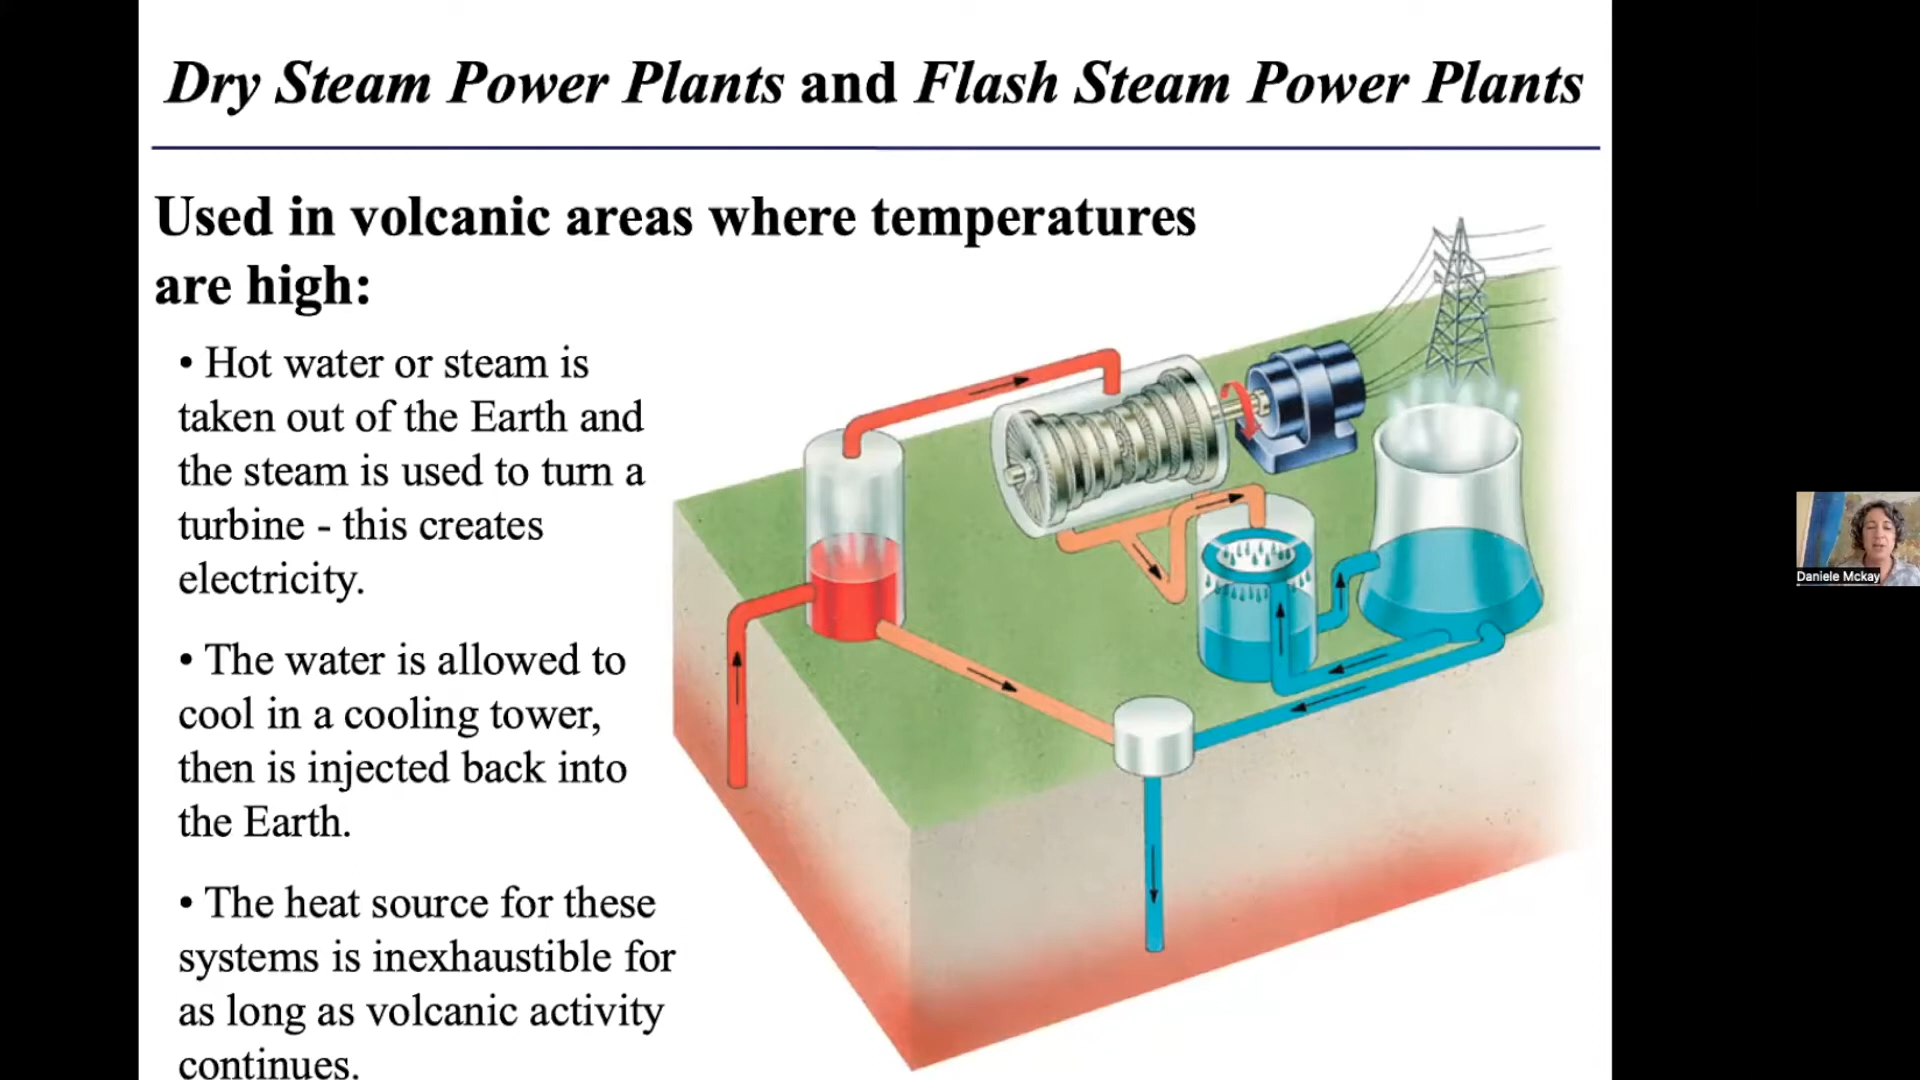 Dry Steam Power Plants and Flash Steam Power Plants
Used in volcanic areas where temperatures
are high:
• Hot water or steam is
taken out of the Earth and
the steam is used to turn a
turbine - this creates
electricity.
• The water is allowed to
cool in a cooling tower,
then is injected back into
the Earth.
• The heat source for these
systems is inexhaustible for
as long as volcanic activity
continues.
Daniele Mckay